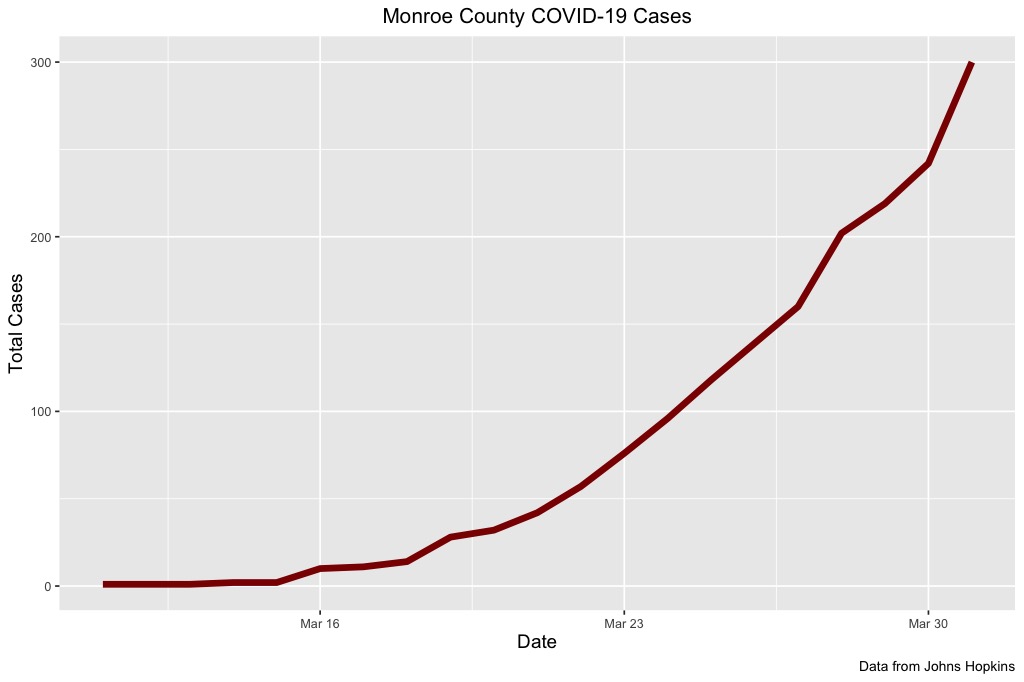 Monroe County COVID-19 Cases
300
200
100
0
Total Cases
Mar 16
Mar 23
Mar 30
Date
Data from Johns Hopkins